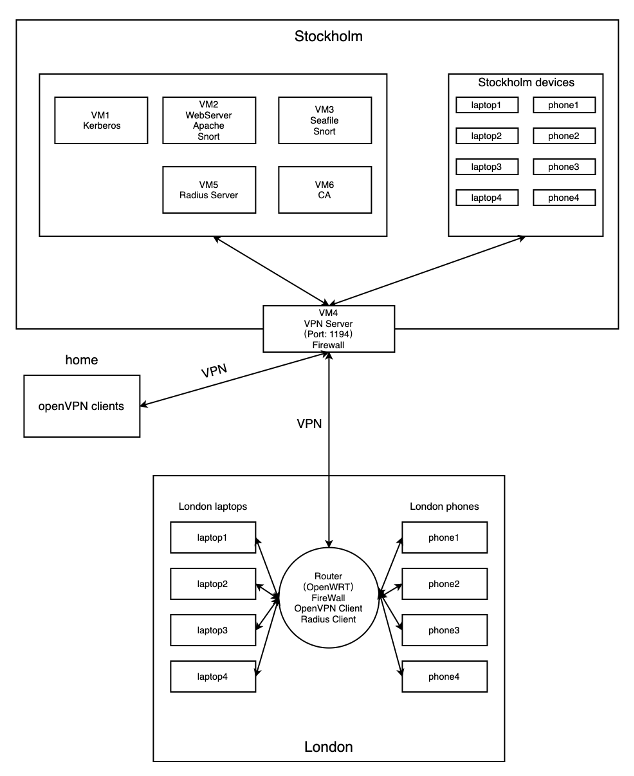 Stockholm
VM1
Kerberos
VM2
WebServer
Apache
Snort
VM3
Seafile
Snort
VM5
Radius Server
VM6
CA
Stockholm devices
laptop1
phone1
laptop2
phone2
laptop3
phone3
laptop4
phone4
VM4
VPN Server
(Port: 1194)
Firewall
home
openVPN clients
VPN
VPN
London laptops
laptop1
laptop2
laptop3
laptop4
Router
(OpenWRT)
FireWall
OpenVPN Client
Radius Client
London phones
phone1
phone2
phone3
phone4
London